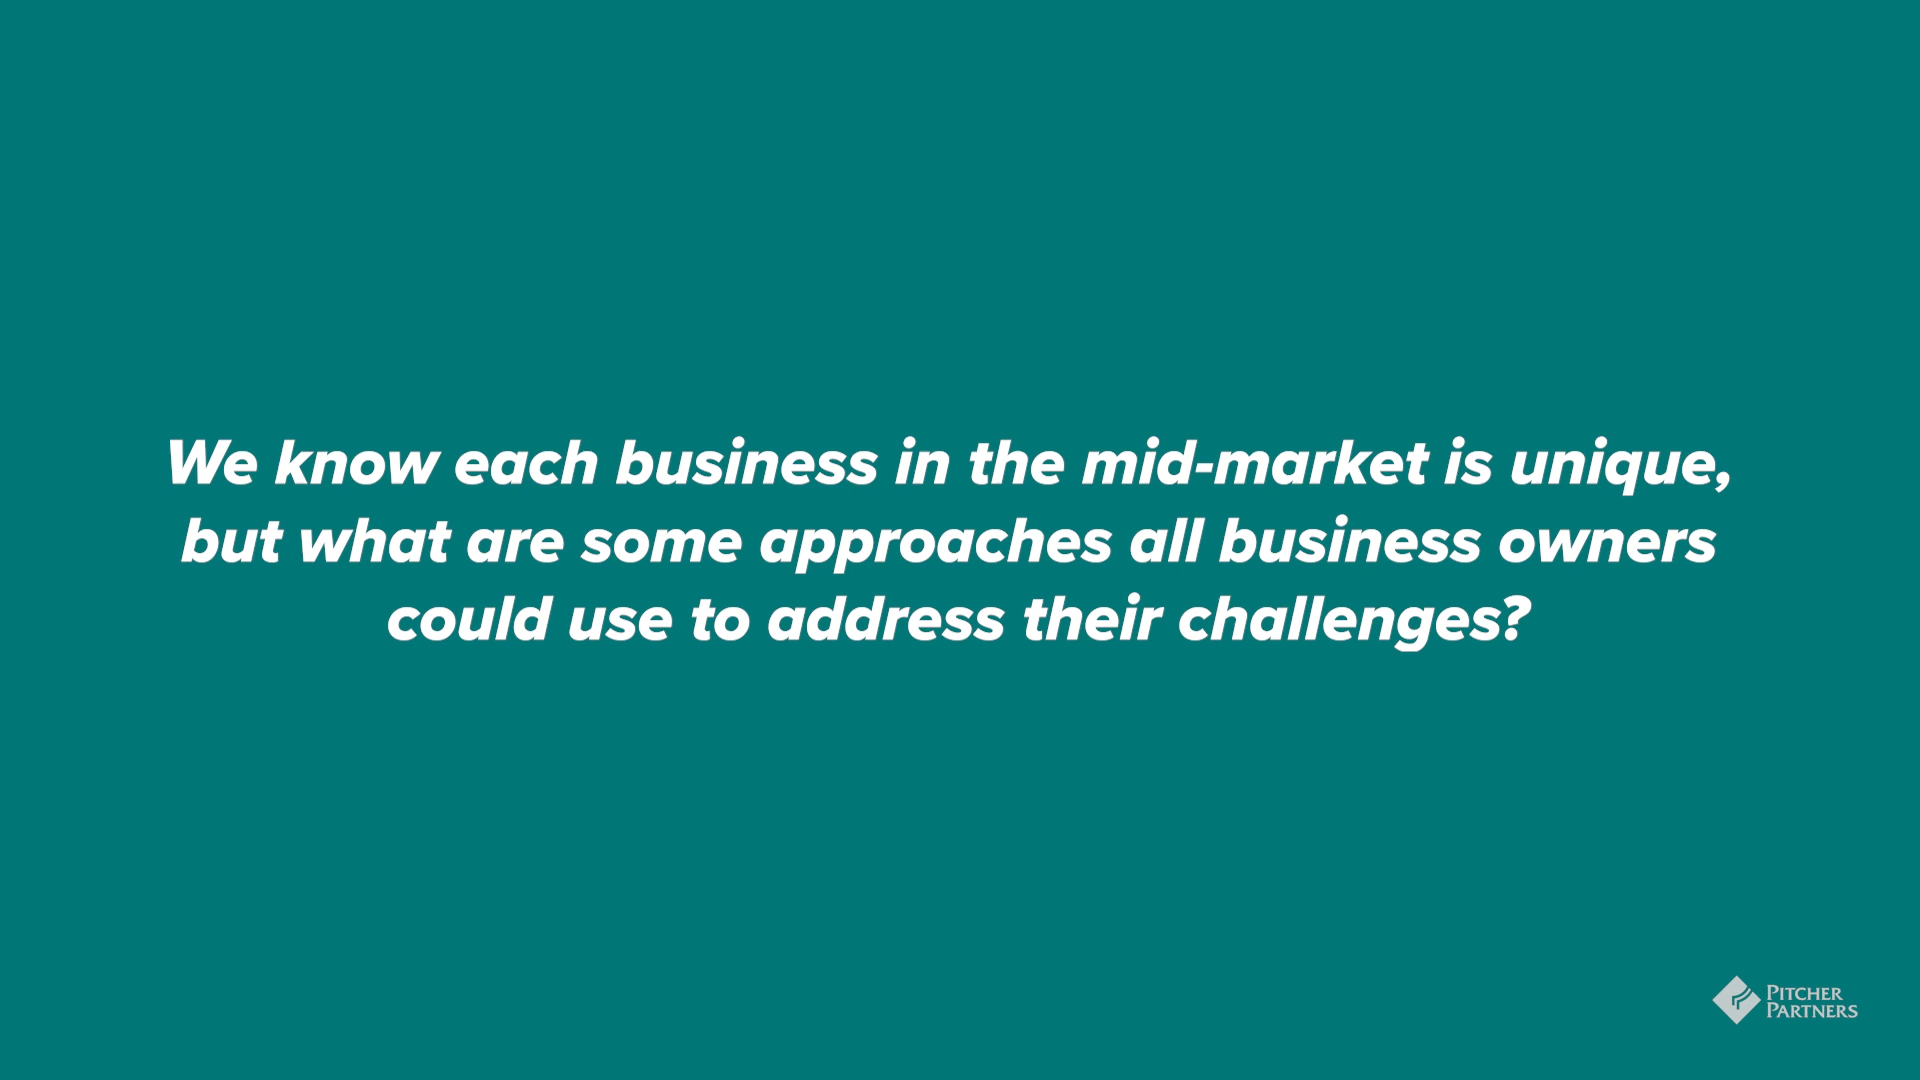 We know each business in the mid-market is unique,
but what are some approaches all business owners
could use to address their challenges?
PITCHER
PARTNERS